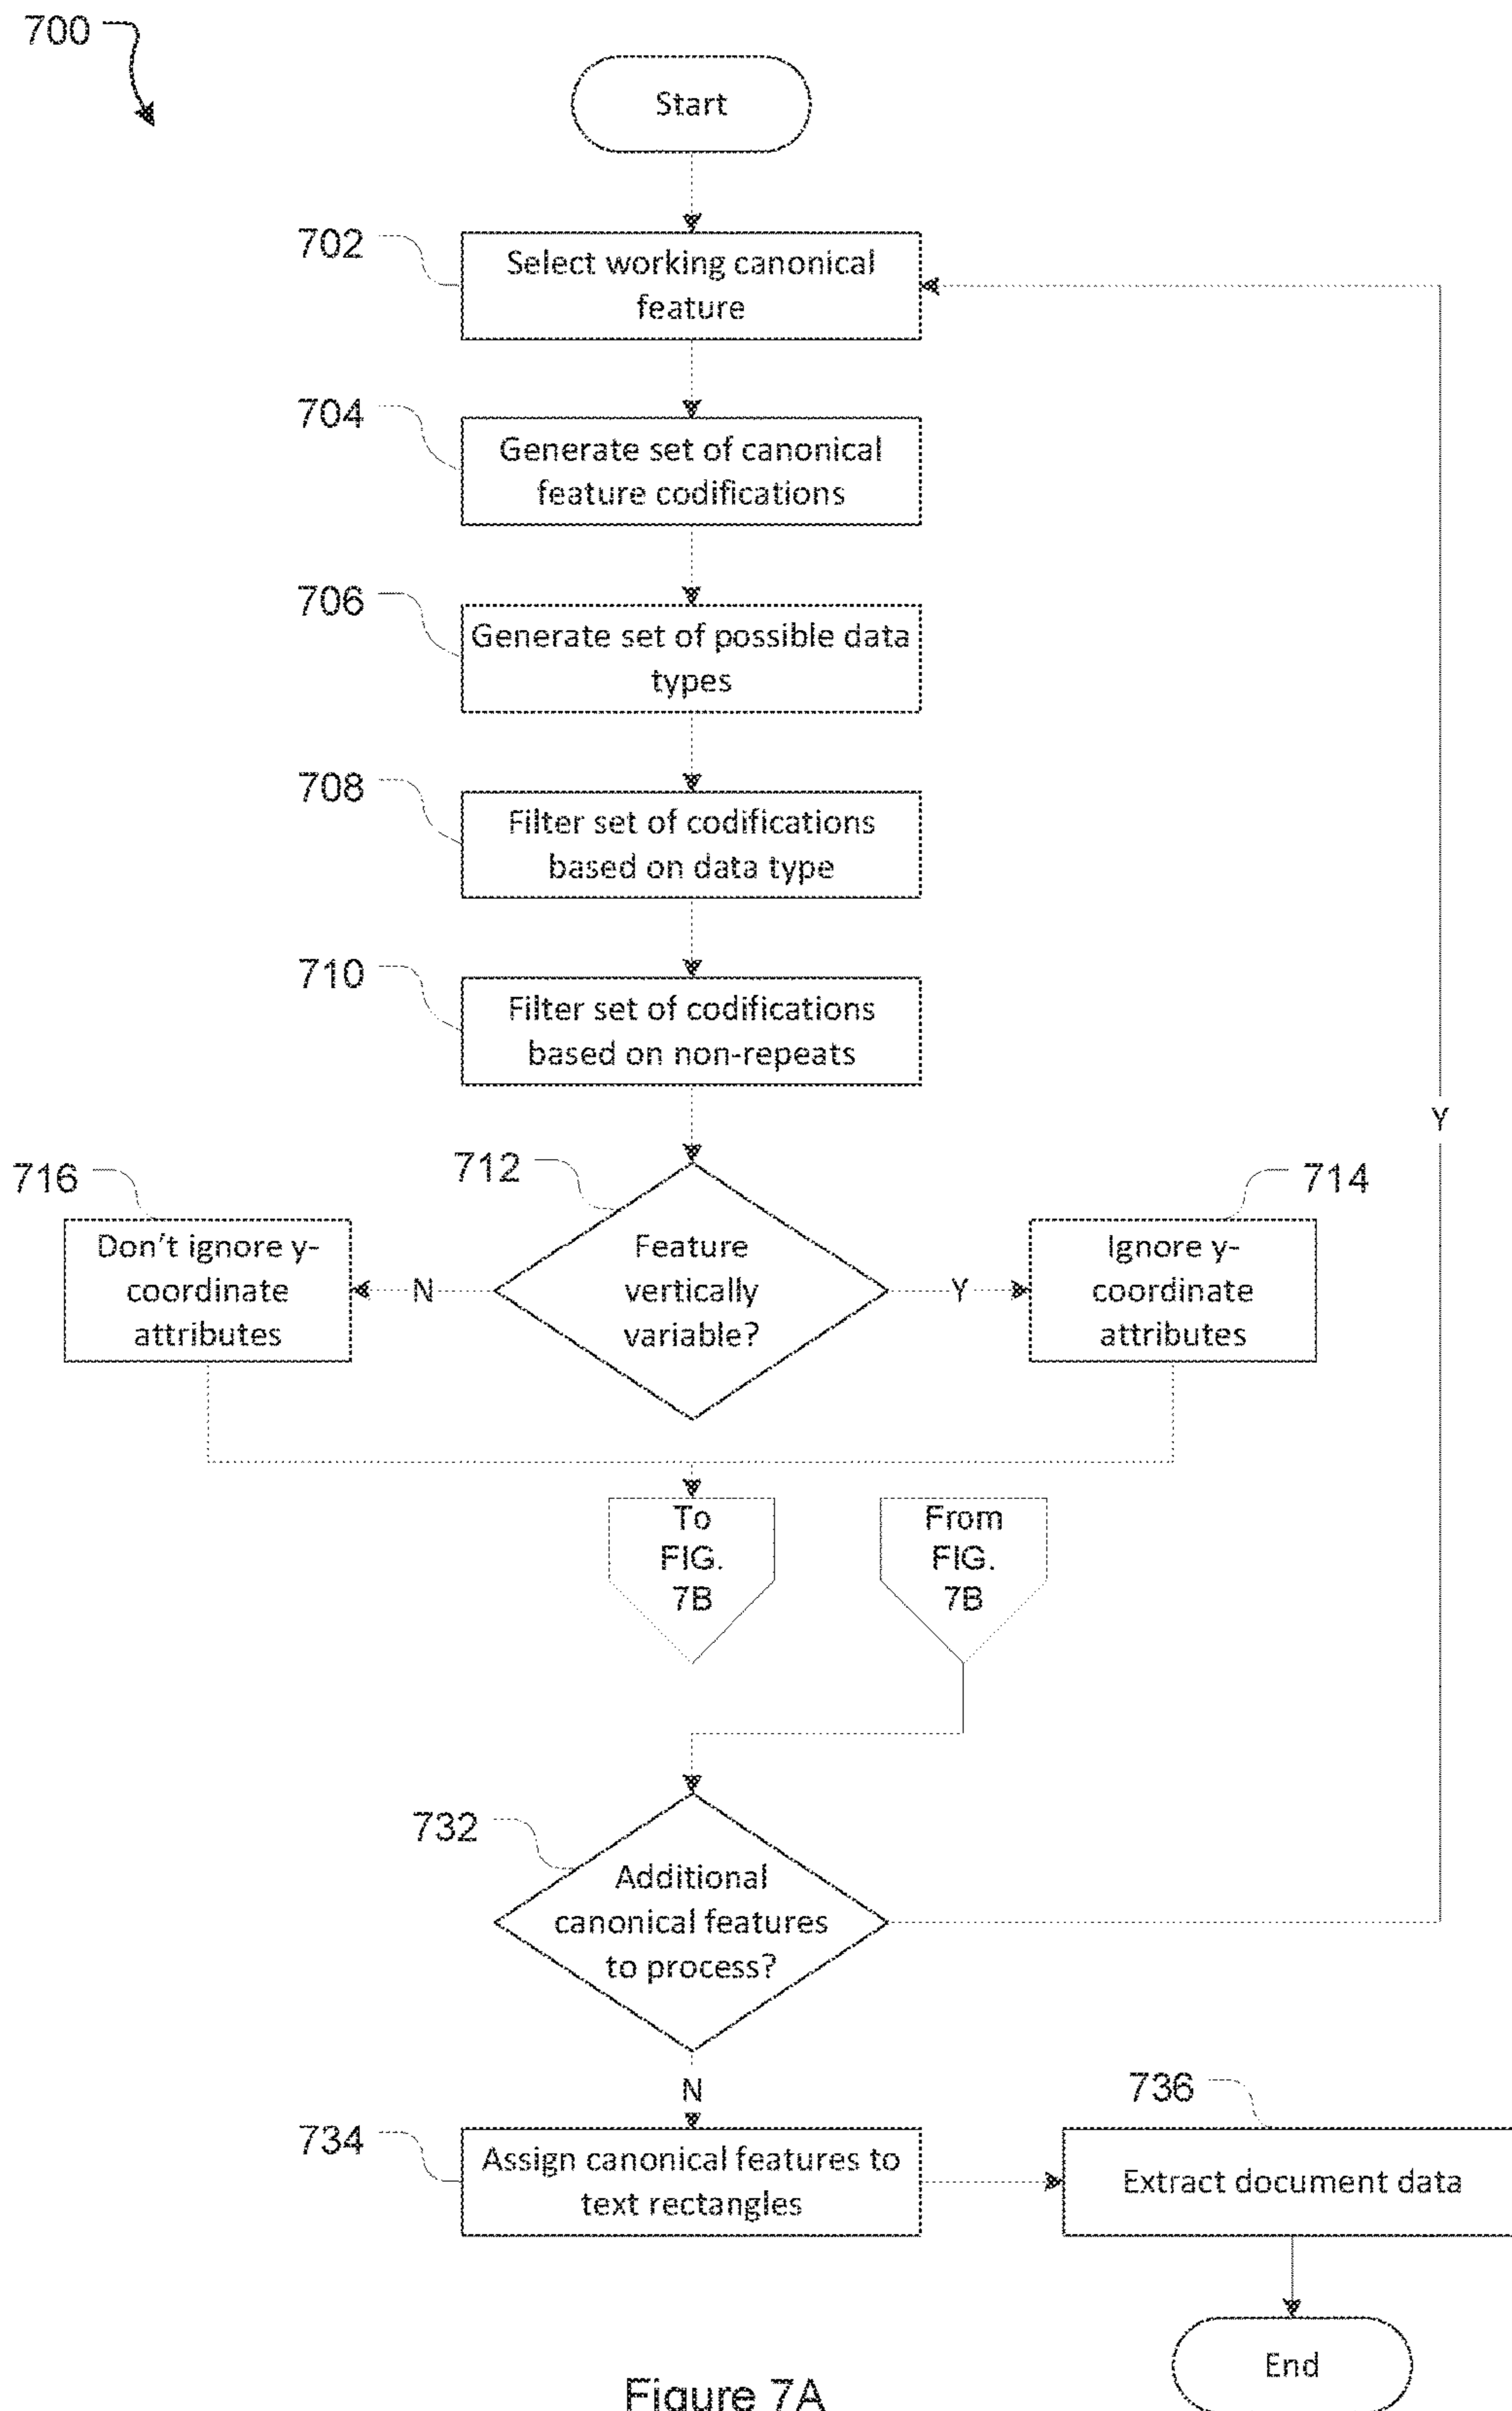 700
Start
702
Select working canonical
feature
704
Generate set of canonical
feature codifications
706
Generate set of possible data
types
708
Filter set of codifications
based on data type
710
Filter set of codifications
based on non-repeats
Y
716
712
714
Don't ignore y-
coordinate
attributes
N
Feature
vertically
variable?
Y
Ignore y-
coordinate
attributes
To
FIG.
7B
From
FIG.
7B
732
Additional
canonical features
to process?
N
736
734
Assign canonical features to
text rectangles
Extract document data
End
Figure 7A